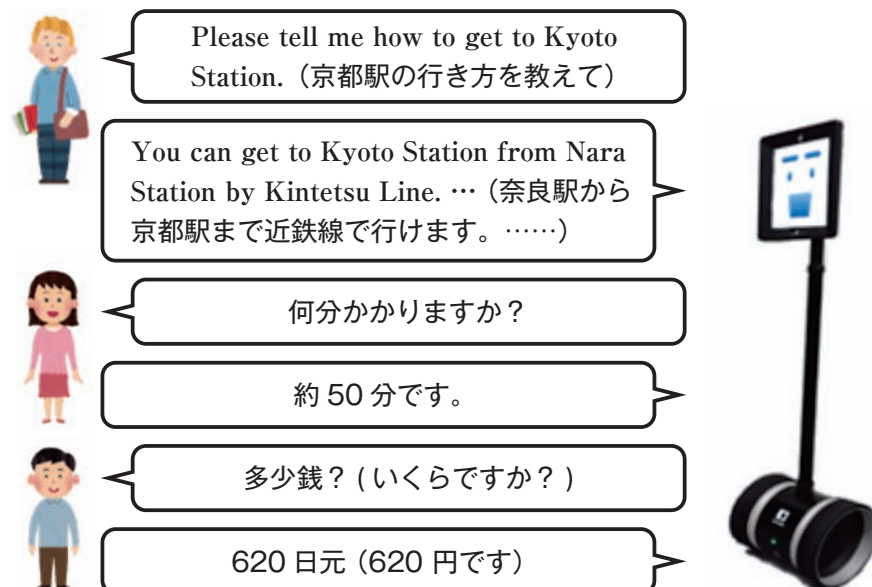 Please tell me how to get to Kyoto
Station.（京都駅の行き方を教えて）
You can get to Kyoto Station from Nara
Station by Kintetsu Line. …（奈良駅から
京都駅まで近鉄線で行けます。……）
何分かかりますか？
約 50 分です。
多少銭？ ( いくらですか？ )
620 日元（620 円です）